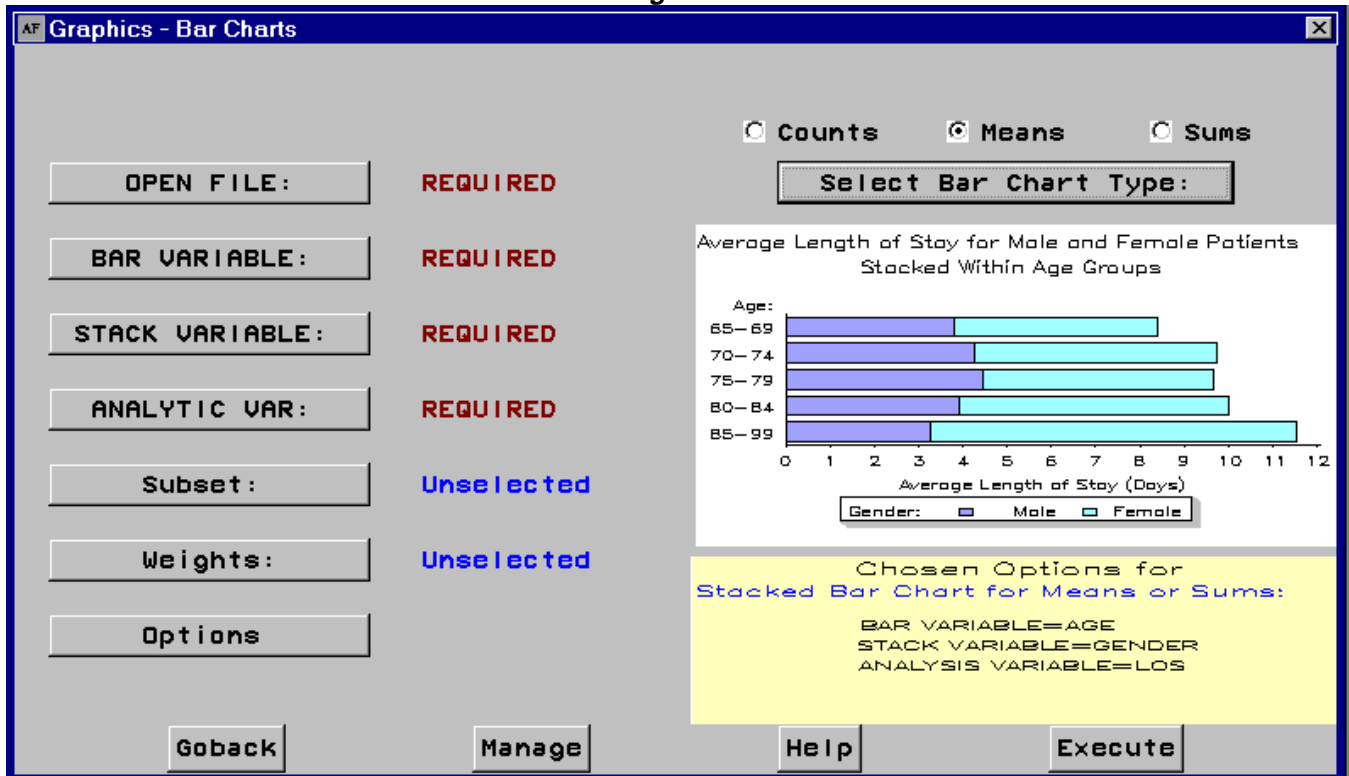 AF Graphics - Bar Charts
Counts Means Sums
OPEN FILE: REQUIRED
Select Bar Chart Type:
BAR VARIABLE: REQUIRED
STACK VARIABLE: REQUIRED
ANALYTIC VAR: REQUIRED
Subset: Unselected
Weights: Unselected
Options
Average Length of Stay for Male and Female Patients
Stacked Within Age Groups
Age:
65-69
70-74
75-79
80-84
85-99
0 1 2 3 4 5 6 7 8 9 10 11 12
Average Length of Stay (Days)
Gender: Male Female
Chosen Options for
Stacked Bar Chart for Means or Sums:
BAR VARIABLE=AGE
STACK VARIABLE=GENDER
ANALYSIS VARIABLE=LOS
Goback Manage Help Execute